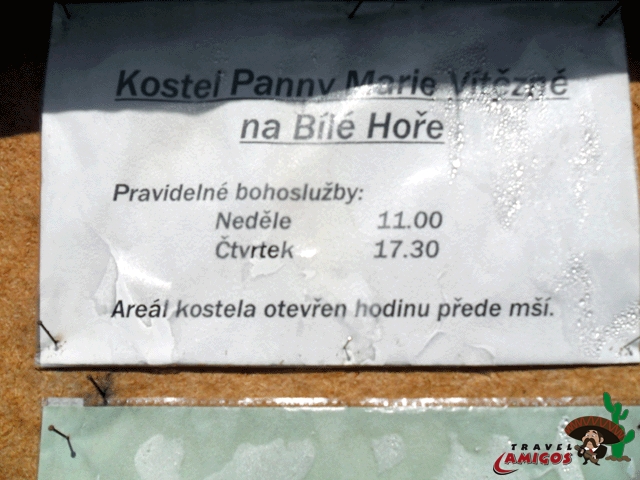 Kostel Panny Marie Vítězné
na Bílé Hoře
Pravidelné bohoslužby:
Neděle 11.00
Čtvrtek 17.30
Areál kostela otevřen hodinu přede mší.
TRAVEL
AMIGOS